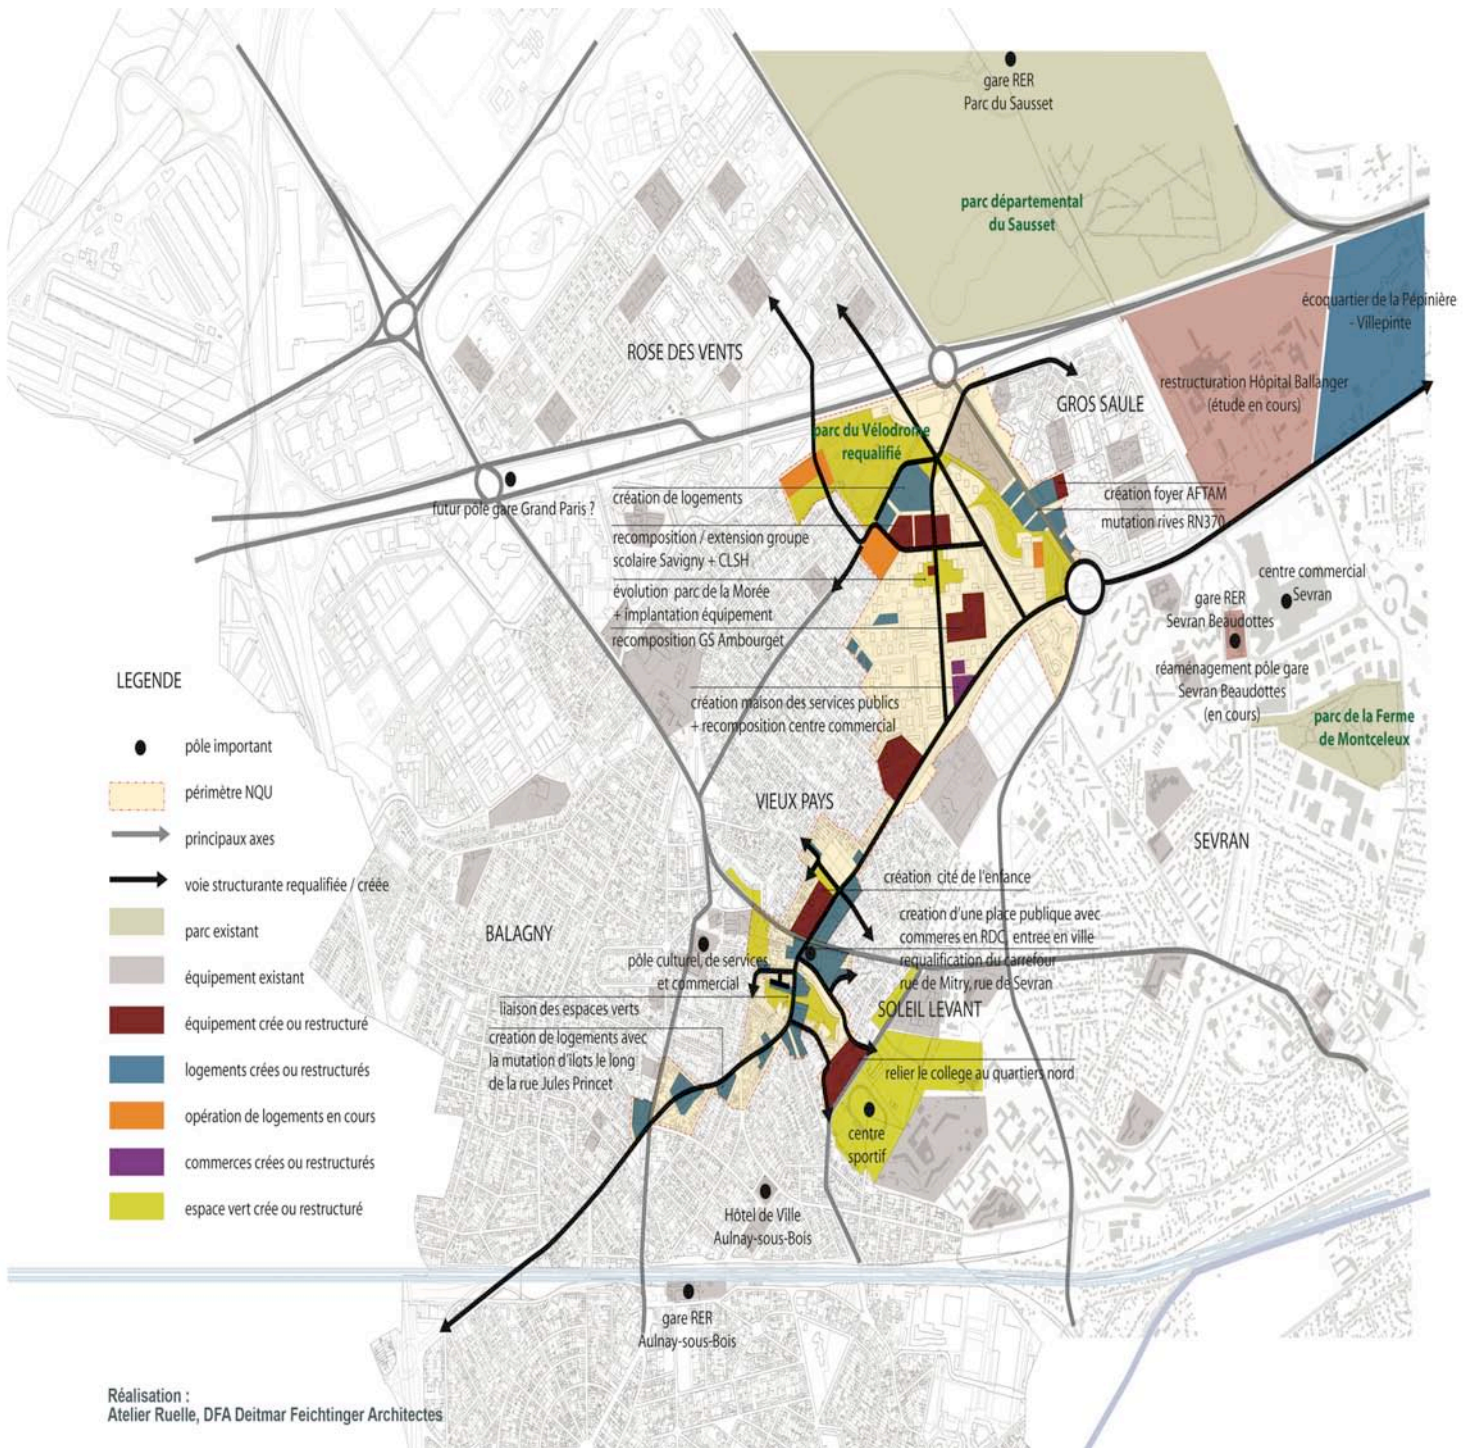 gare RER
Parc du Sausset
parc départemental
du Sausset
écoquartier de la Pépinière
- Villepinte
ROSE DES VENTS
restructuration Hôpital Ballanger
(étude en cours)
GROS SAULE
parc du Vélodrome
requalifié
création de logements
création foyer AFTAM
futur pôle gare Grand Paris ?
mutation rives RN370
recomposition / extension groupe
scolaire Savigny + CLSH
centre commercial
Sevran
évolution parc de la Morée
+ implantation équipement
gare RER
Sevran Beaudottes
recomposition GS Ambourget
réaménagement pôle gare
Sevran Beaudottes
(en cours)
création maison des services publics
+ recomposition centre commercial
parc de la Ferme
de Montceleux
VIEUX PAYS
SEVRAN
création cité de l'enfance
creation d'une place publique avec
commeres en RDC, entree en ville
requalification du carrefour
rue de Mitry, rue de Sevran
BALAGNY
pôle culturel, de services
et commercial
liaison des espaces verts
SOLEIL LEVANT
creation de logements avec
la mutation d'ilots le long
de la rue Jules Princet
relier le college au quartiers nord
centre
sportif
Hôtel de Ville
Aulnay-sous-Bois
gare RER
Aulnay-sous-Bois
LEGENDE
pôle important
périmètre NQU
principaux axes
voie structurante requalifiée / créée
parc existant
équipement existant
équipement crée ou restructuré
logements crées ou restructurés
opération de logements en cours
commerces crées ou restructurés
espace vert crée ou restructuré
Réalisation :
Atelier Ruelle, DFA Deitmar Feichtinger Architectes